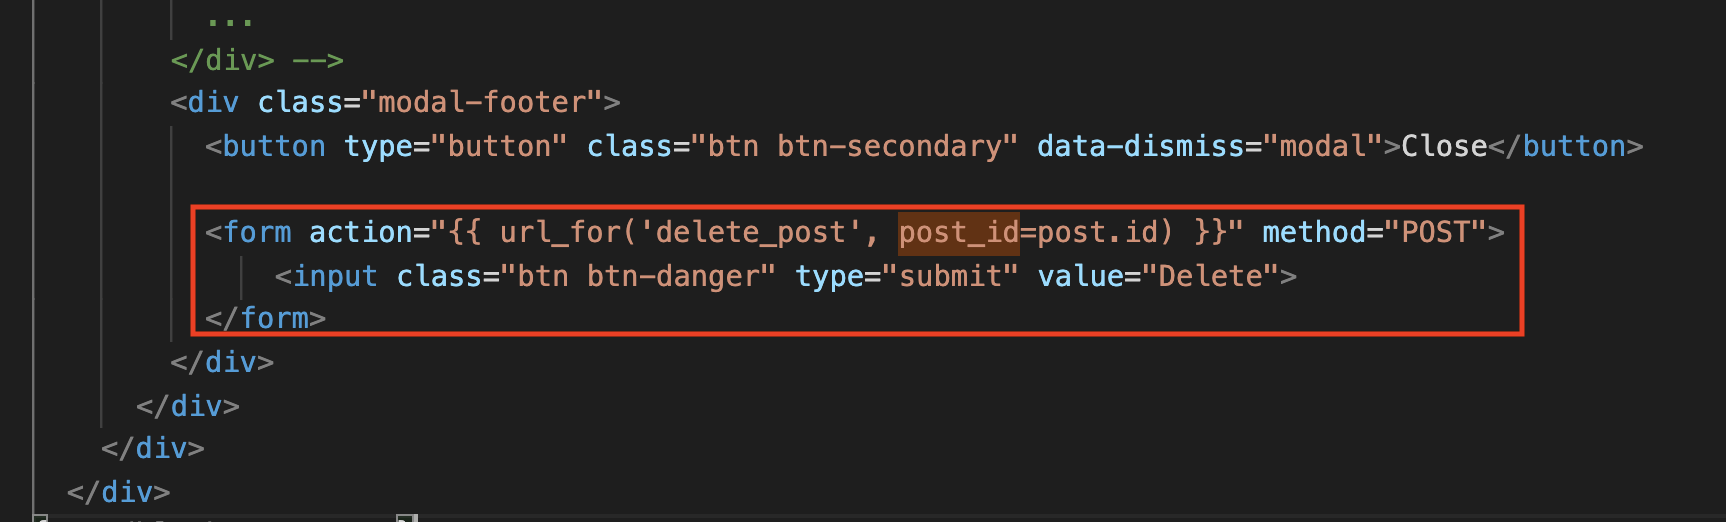 ...
</div> -->
<div class="modal-footer">
<button type="button" class="btn btn-secondary" data-dismiss="modal">Close</button>
<form action="{{ url_for('delete_post', post_id=post.id) }}" method="POST">
<input class="btn btn-danger" type="submit" value="Delete">
</form>
</div>
</div>
</div>
</div>